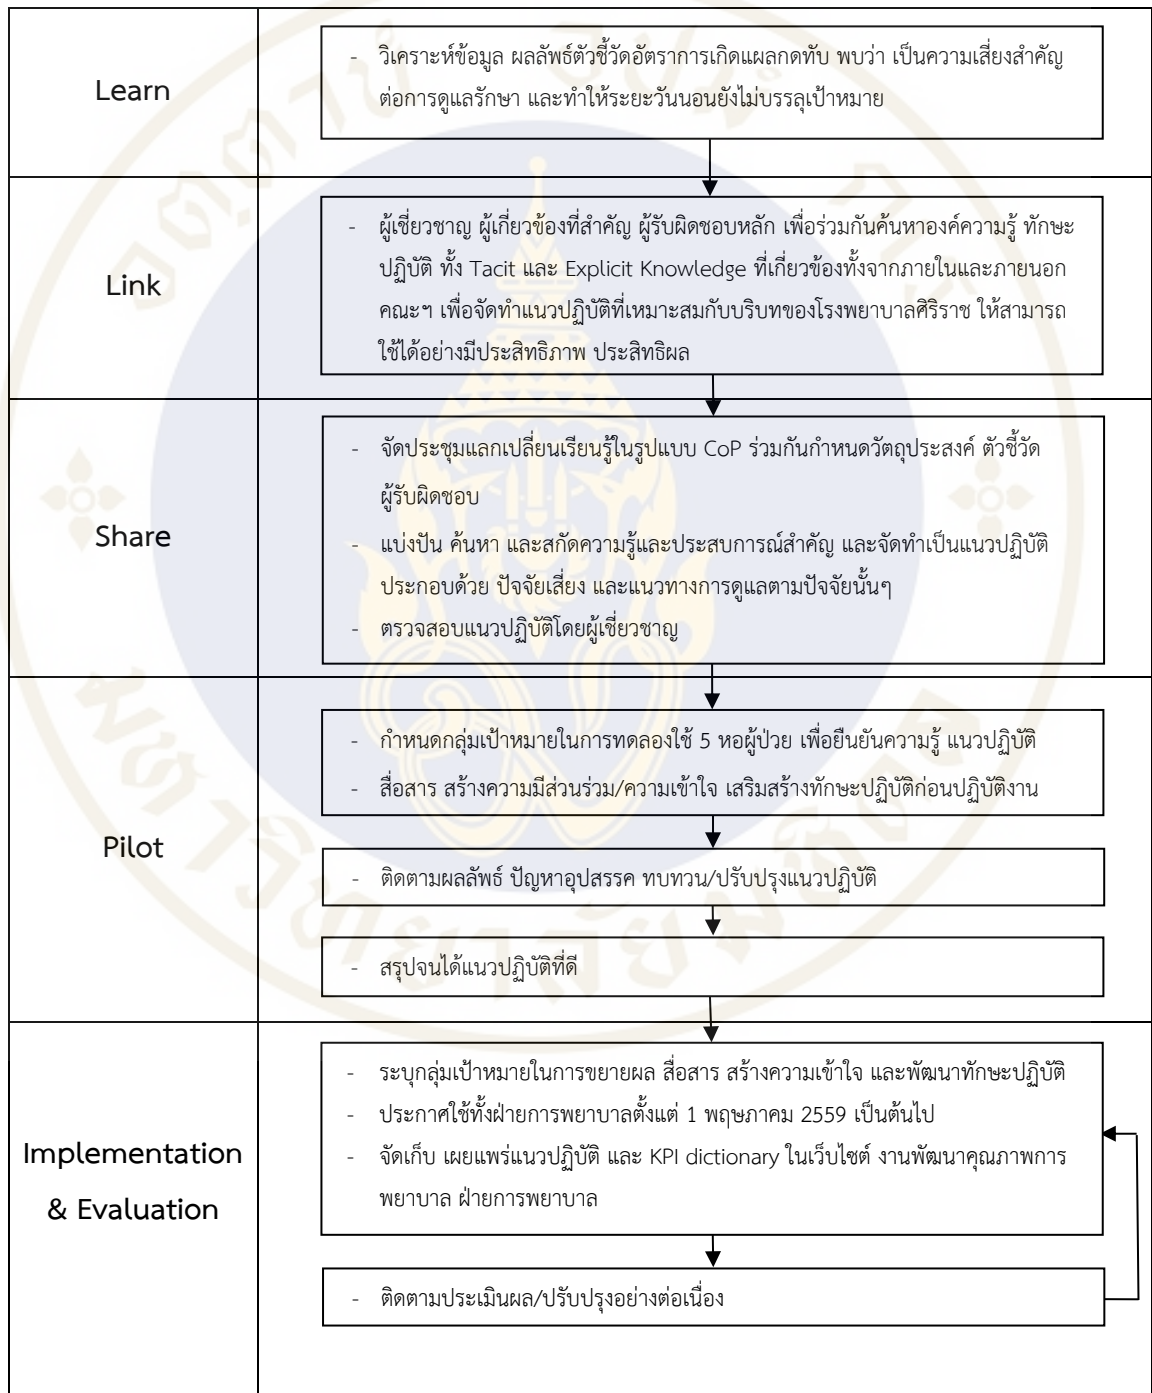 Learn
- วิเคราะห์ข้อมูล ผลลัพธ์ตัวชี้วัดอัตราการเกิดแผลกดทับ พบว่า เป็นความเสี่ยงสำคัญ
ต่อการดูแลรักษา และทำให้ระยะวันนอนยังไม่บรรลุเป้าหมาย
Link
- ผู้เชี่ยวชาญ ผู้เกี่ยวข้องที่สำคัญ ผู้รับผิดชอบหลัก เพื่อร่วมกันค้นหาองค์ความรู้ ทักษะ
ปฏิบัติ ทั้ง Tacit และ Explicit Knowledge ที่เกี่ยวข้องทั้งจากภายในและภายนอก
คณะฯ เพื่อจัดทำแนวปฏิบัติที่เหมาะสมกับบริบทของโรงพยาบาลศิริราช ให้สามารถ
ใช้ได้อย่างมีประสิทธิภาพ ประสิทธิผล
Share
- จัดประชุมแลกเปลี่ยนเรียนรู้ในรูปแบบ CoP ร่วมกันกำหนดวัตถุประสงค์ ตัวชี้วัด
ผู้รับผิดชอบ
- แบ่งปัน ค้นหา และสกัดความรู้และประสบการณ์สำคัญ และจัดทำเป็นแนวปฏิบัติ
ประกอบด้วย ปัจจัยเสี่ยง และแนวทางการดูแลตามปัจจัยนั้นๆ
- ตรวจสอบแนวปฏิบัติโดยผู้เชี่ยวชาญ
Pilot
- กำหนดกลุ่มเป้าหมายในการทดลองใช้ 5 หอผู้ป่วย เพื่อยืนยันความรู้ แนวปฏิบัติ
- สื่อสาร สร้างความมีส่วนร่วม/ความเข้าใจ เสริมสร้างทักษะปฏิบัติก่อนปฏิบัติงาน
- ติดตามผลลัพธ์ ปัญหาอุปสรรค ทบทวน/ปรับปรุงแนวปฏิบัติ
- สรุปจนได้แนวปฏิบัติที่ดี
Implementation
& Evaluation
- ระบุกลุ่มเป้าหมายในการขยายผล สื่อสาร สร้างความเข้าใจ และพัฒนาทักษะปฏิบัติ
- ประกาศใช้ทั้งฝ่ายการพยาบาลตั้งแต่ 1 พฤษภาคม 2559 เป็นต้นไป
- จัดเก็บ เผยแพร่แนวปฏิบัติ และ KPI dictionary ในเว็บไซต์ งานพัฒนาคุณภาพการ
พยาบาล ฝ่ายการพยาบาล
- ติดตามประเมินผล/ปรับปรุงอย่างต่อเนื่อง
มหาวิทยาลัยมหิดล